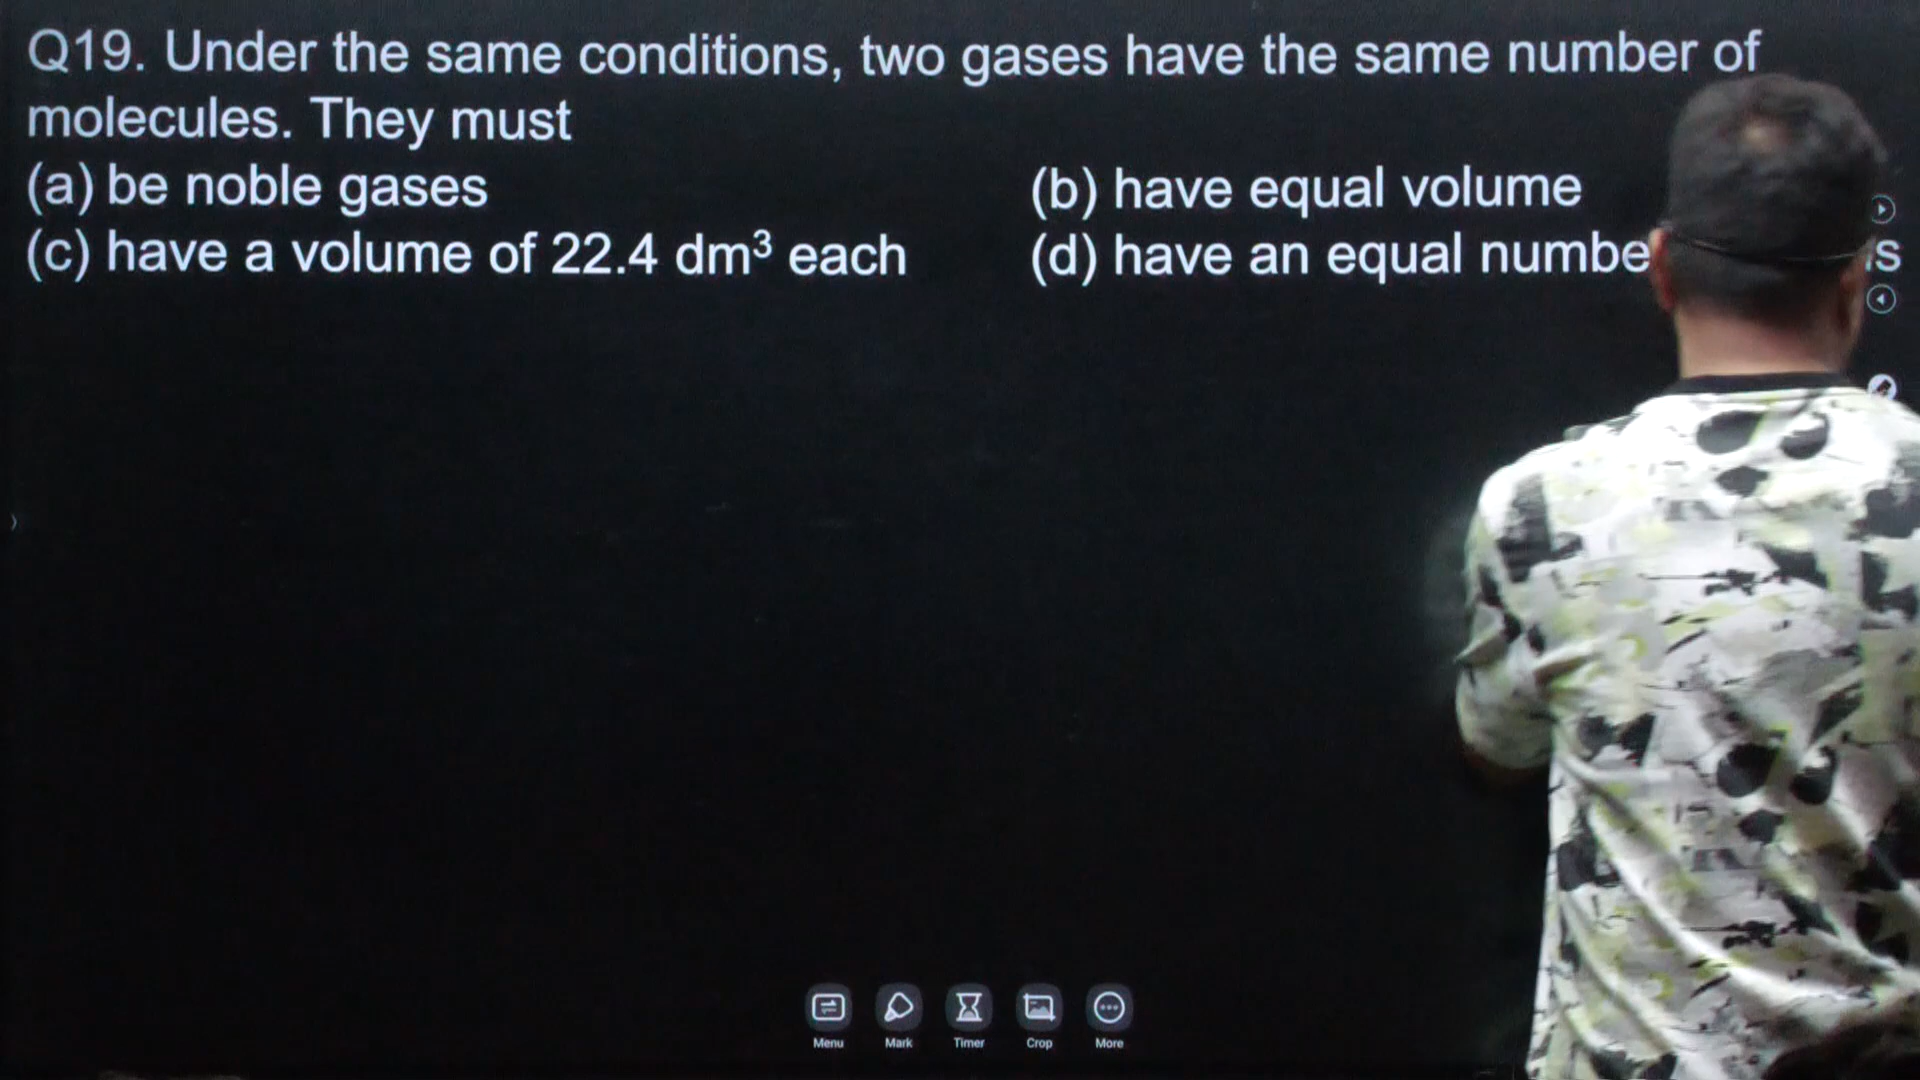 Q19. Under the same conditions, two gases have the same number of
molecules. They must
(a) be noble gases (b) have equal volume
(c) have a volume of 22.4 dm³ each (d) have an equal
Menu Mark Timer Crop More